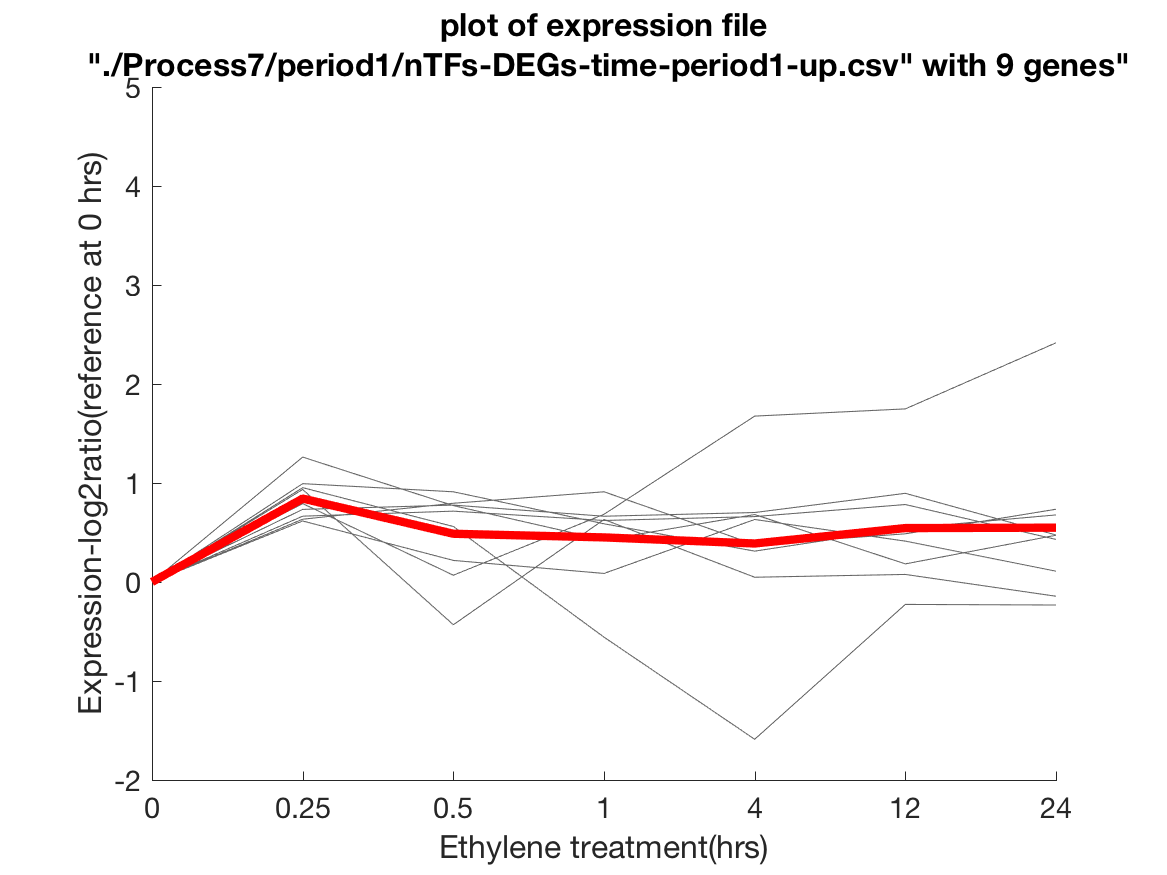 plot of expression file
"./Process7/period1/nTFs-DEGs-time-period1-up.csv" with 9 genes"
5
4
3
2
1
0
-1
-2
Expression-log2ratio(reference at 0 hrs)
0 0.25 0.5 1 4 12 24
Ethylene treatment(hrs)